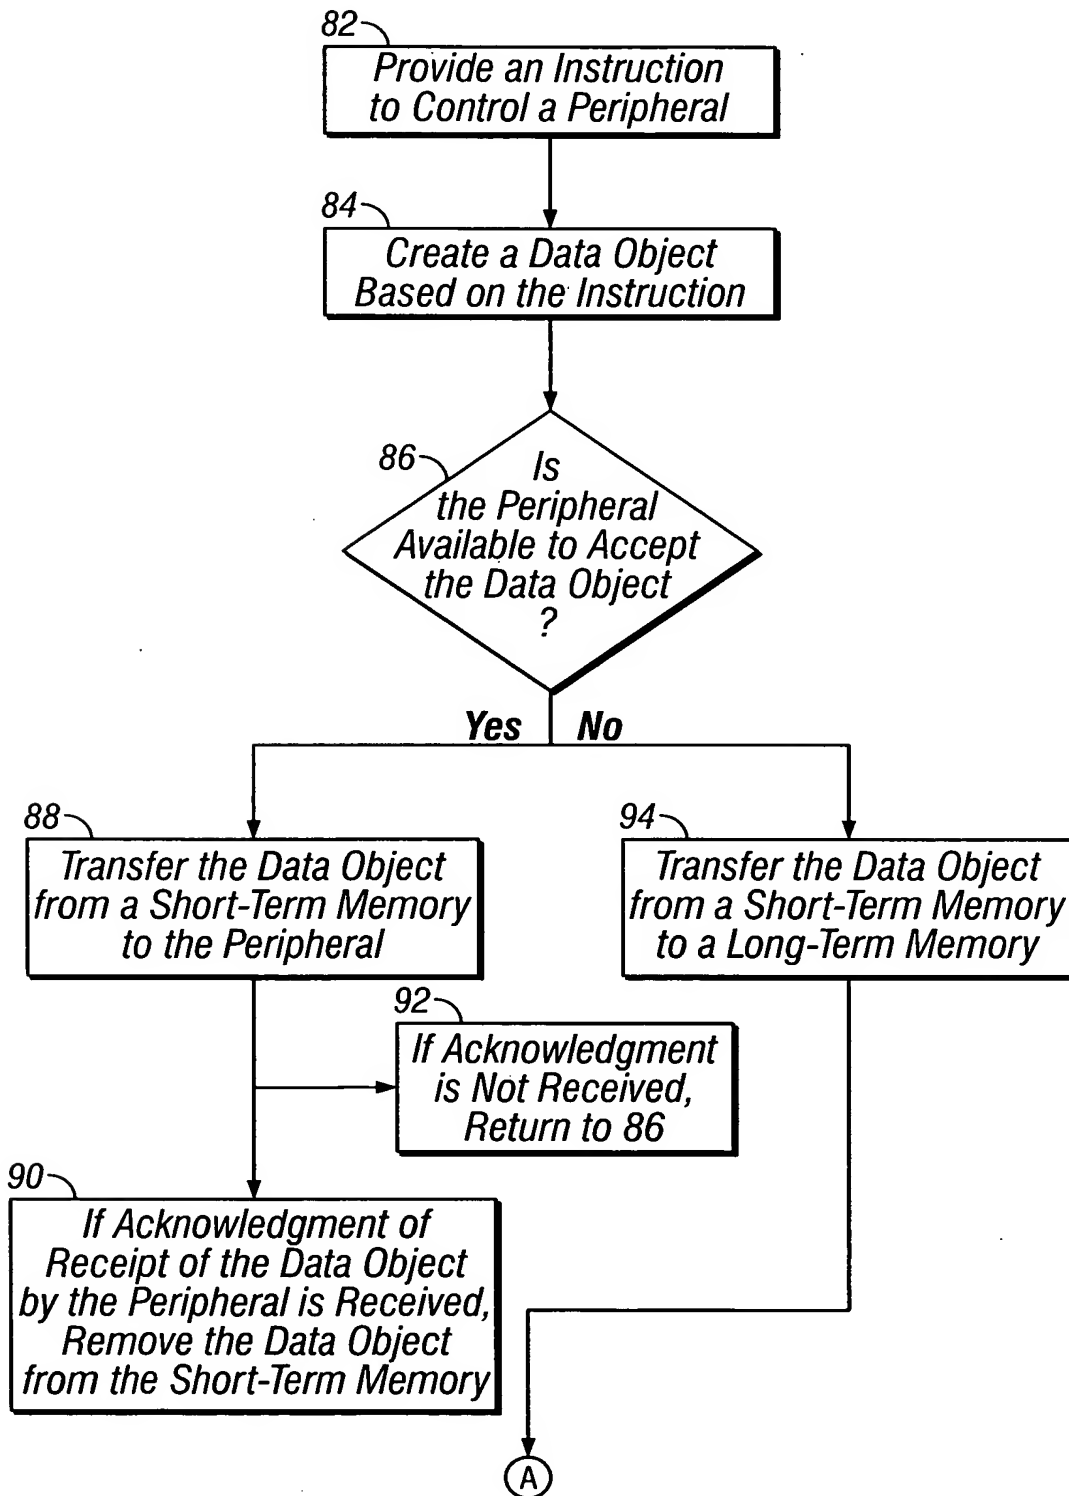 82
Provide an Instruction
to Control a Peripheral
84
Create a Data Object
Based on the Instruction
86
Is
the Peripheral
Available to Accept
the Data Object
?
Yes No
88
Transfer the Data Object
from a Short-Term Memory
to the Peripheral
94
Transfer the Data Object
from a Short-Term Memory
to a Long-Term Memory
92
If Acknowledgment
is Not Received,
Return to 86
90
If Acknowledgment of
Receipt of the Data Object
by the Peripheral is Received,
Remove the Data Object
from the Short-Term Memory
A